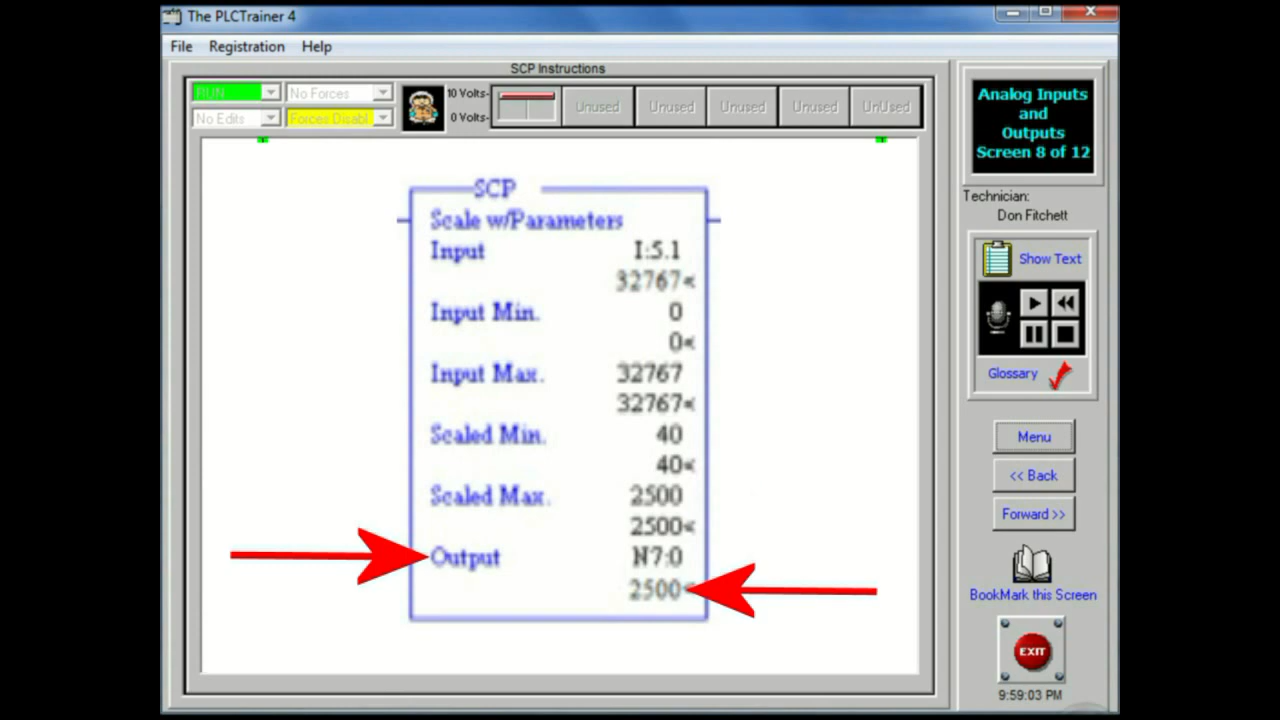 The PLCTrainer 4
File Registration Help
SCP Instructions
RUN
No Forces
No Edits
Forces Disabl
10 Volts-
0 Volts-
Unused
Unused
Unused
Unused
UnUsed
SCP
Scale w/Parameters
Input I:5.1
32767<
Input Min. 0
0<
Input Max. 32767
32767<
Scaled Min. 40
40<
Scaled Max. 2500
2500<
Output N7:0
2500<
Analog Inputs
and
Outputs
Screen 8 of 12
Technician:
Don Fitchett
Show Text
Glossary
Menu
<< Back
Forward >>
BookMark this Screen
EXIT
9:59:03 PM